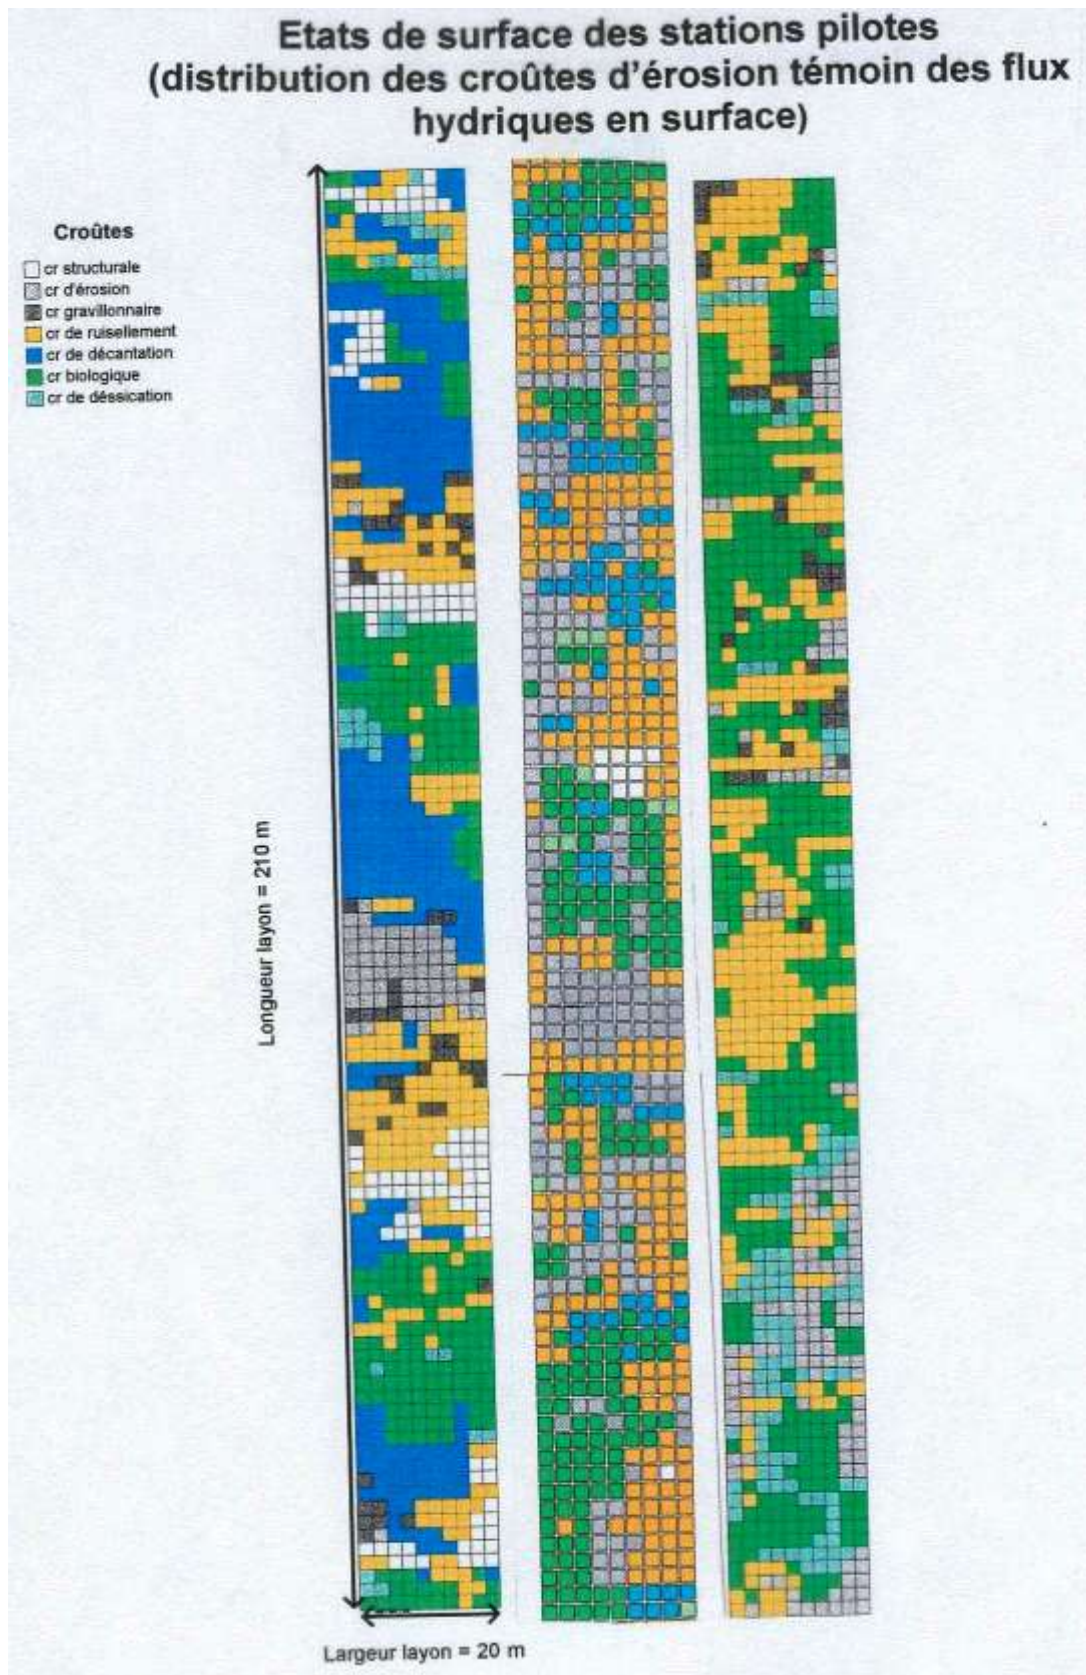 Etats de surface des stations pilotes
(distribution des croûtes d'érosion témoin des flux
hydriques en surface)
Croûtes
cr structurale
cr d'érosion
cr gravillonnaire
cr de ruisellement
cr de décantation
cr biologique
cr de déssication
Longueur layon = 210 m
Largeur layon = 20 m